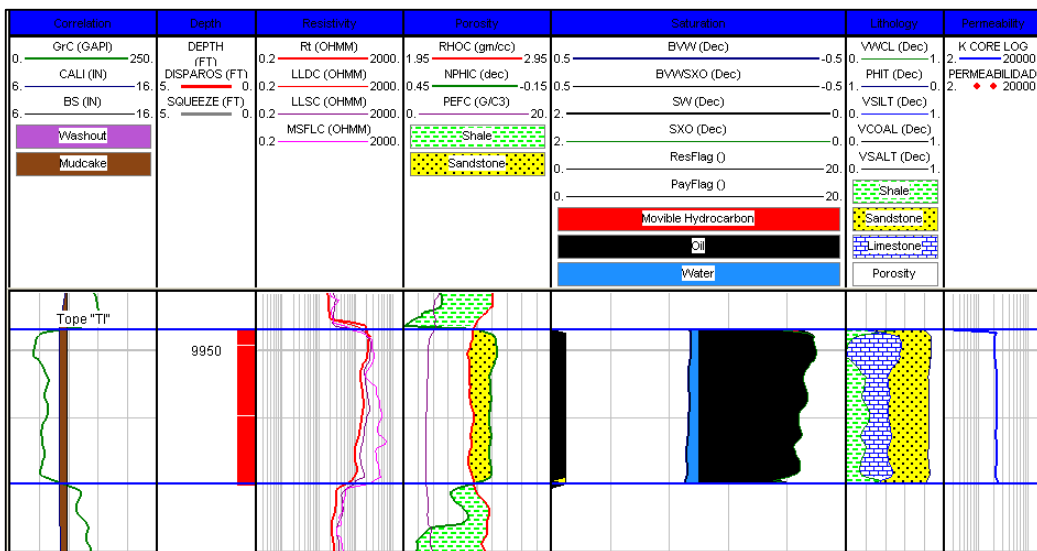 Correlation
Depth
Resistivity
Porosity
Saturation
Lithology
Permeability
GrC (GAPI)
0. 250.
CALI (IN)
6. 16.
BS (IN)
6. 16.
Washout
Mudcake
DEPTH
(FT)
DISPAROS (FT)
5. 0.
SQUEEZE (FT)
5. 0.
Rt (OHMM)
0.2 2000.
LLDC (OHMM)
0.2 2000.
LLSC (OHMM)
0.2 2000.
MSFLC (OHMM)
0.2 2000.
RHOC (gm/cc)
1.95 2.95
NPHIC (dec)
0.45 -0.15
PEFC (G/C3)
0. 20.
Shale
Sandstone
BVW (Dec)
0.5 -0.5
BVWSXO (Dec)
0.5 -0.5
SW (Dec)
2. 0.
SXO (Dec)
2. 0.
ResFlag ()
0. 20.
PayFlag ()
0. 20.
Movible Hydrocarbon
Oil
Water
VWCL (Dec)
0. 1.
PHIT (Dec)
1. 0.
VSILT (Dec)
0. 1.
VCOAL (Dec)
0. 1.
VSALT (Dec)
0. 1.
Shale
Sandstone
Limestone
Porosity
K CORE LOG
2. 20000
PERMEABILIDAD
2. 20000
Tope "TI"
9950